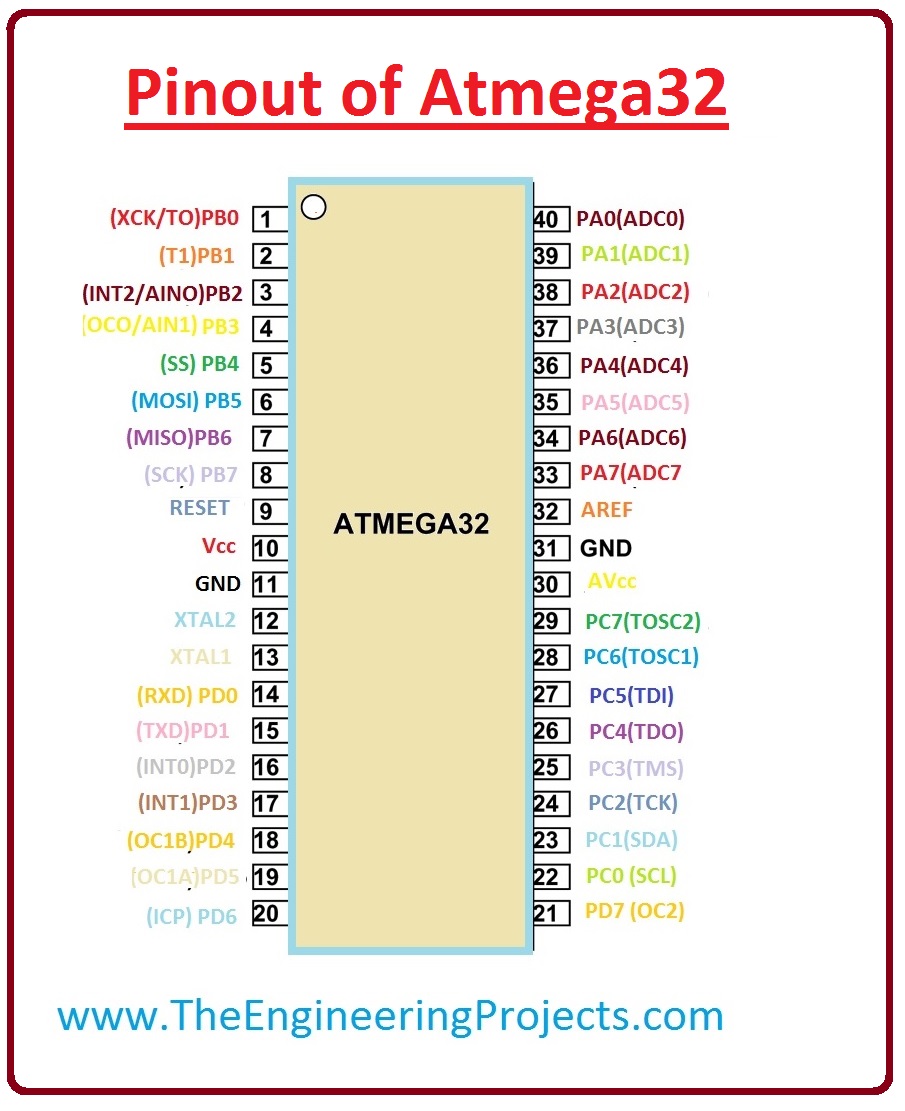 Pinout of Atmega32
(XCK/TO)PB0 1 40 PA0(ADC0)
(T1)PB1 2 39 PA1(ADC1)
(INT2/AINO)PB2 3 38 PA2(ADC2)
(OCO/AIN1) PB3 4 37 PA3(ADC3)
(SS) PB4 5 36 PA4(ADC4)
(MOSI) PB5 6 35 PA5(ADC5)
(MISO)PB6 7 34 PA6(ADC6)
(SCK) PB7 8 33 PA7(ADC7
RESET 9 32 AREF
Vcc 10 31 GND
ATMEGA32
GND 11 30 AVcc
XTAL2 12 29 PC7(TOSC2)
XTAL1 13 28 PC6(TOSC1)
(RXD) PD0 14 27 PC5(TDI)
(TXD)PD1 15 26 PC4(TDO)
(INT0)PD2 16 25 PC3(TMS)
(INT1)PD3 17 24 PC2(TCK)
(OC1B)PD4 18 23 PC1(SDA)
(OC1A)PD5 19 22 PC0 (SCL)
(ICP) PD6 20 21 PD7 (OC2)
www.TheEngineeringProjects.com